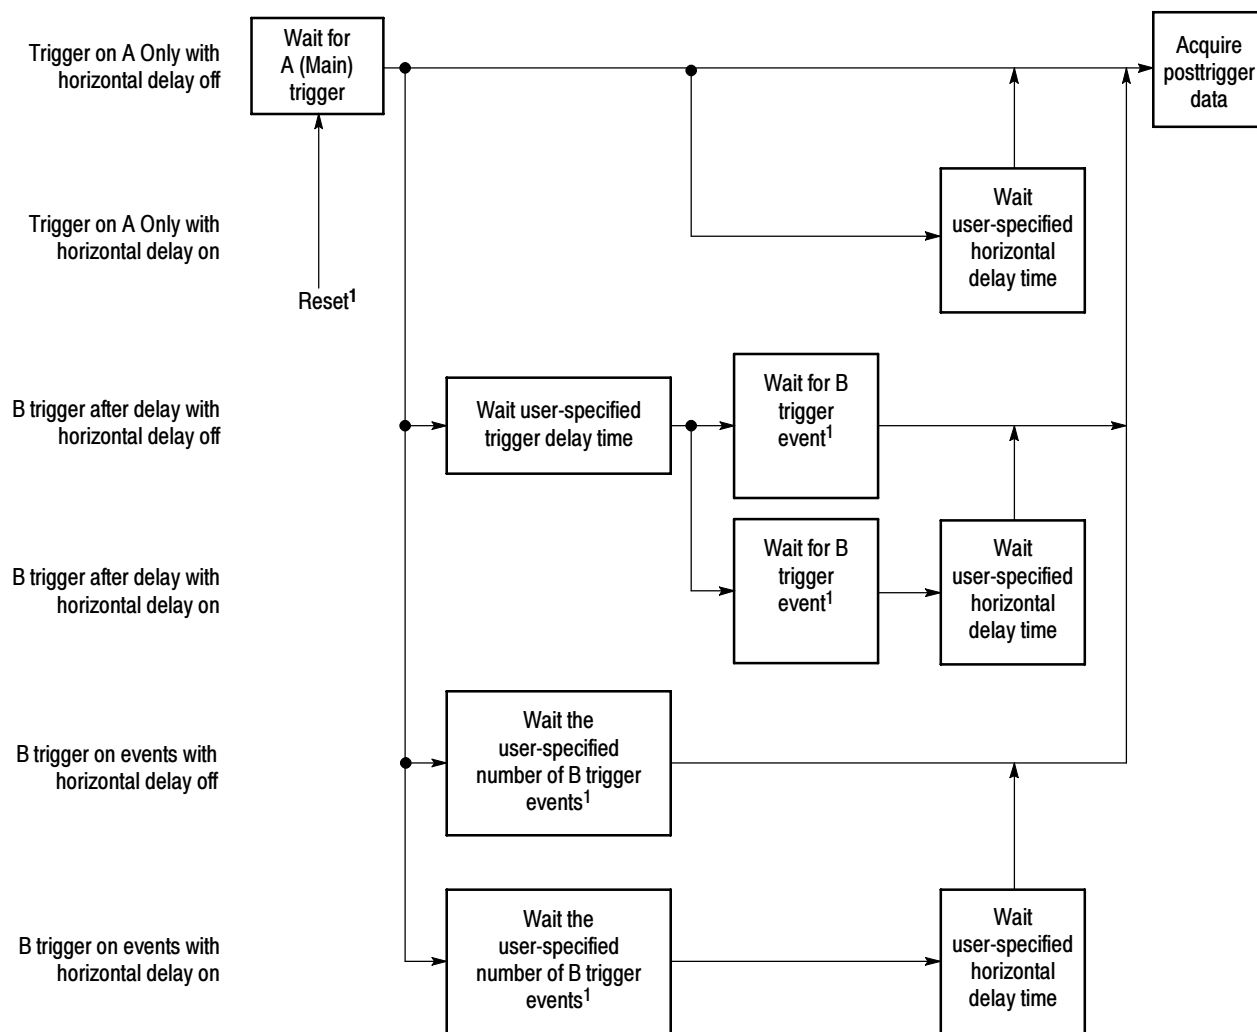 Trigger on A Only with
horizontal delay off
Wait for
A (Main)
trigger
Acquire
posttrigger
data
Trigger on A Only with
horizontal delay on
Wait
user-specified
horizontal
delay time
Reset¹
B trigger after delay with
horizontal delay off
Wait user-specified
trigger delay time
Wait for B
trigger
event¹
B trigger after delay with
horizontal delay on
Wait for B
trigger
event¹
Wait
user-specified
horizontal
delay time
B trigger on events with
horizontal delay off
Wait the
user-specified
number of B trigger
events¹
B trigger on events with
horizontal delay on
Wait the
user-specified
number of B trigger
events¹
Wait
user-specified
horizontal
delay time